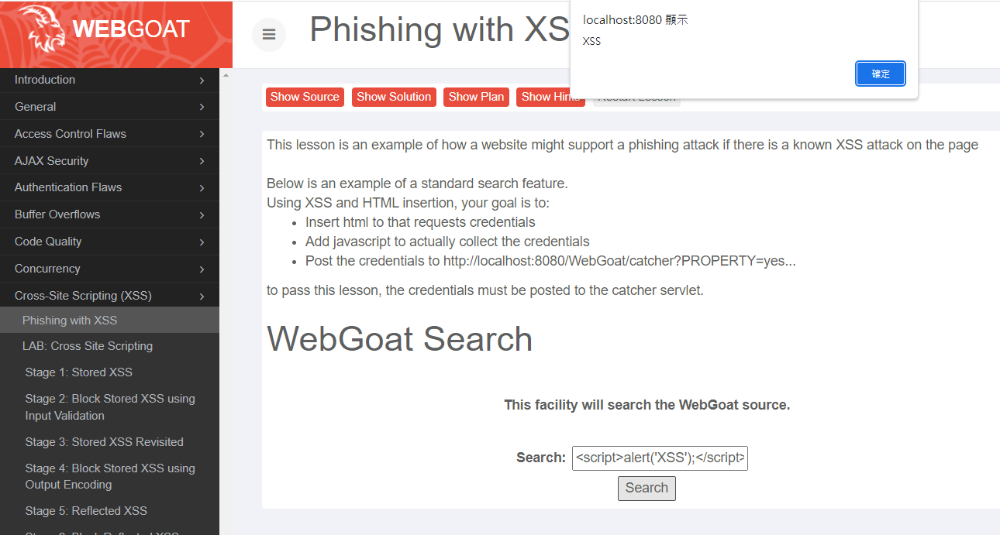 WEBGOAT
Phishing with XS
localhost:8080 顯示
XSS
確定
Introduction
General
Access Control Flaws
AJAX Security
Authentication Flaws
Buffer Overflows
Code Quality
Concurrency
Cross-Site Scripting (XSS)
Phishing with XSS
LAB: Cross Site Scripting
Stage 1: Stored XSS
Stage 2: Block Stored XSS using
Input Validation
Stage 3: Stored XSS Revisited
Stage 4: Block Stored XSS using
Output Encoding
Stage 5: Reflected XSS
Show Source
Show Solution
Show Plan
Show Hints
Restart Lesson
This lesson is an example of how a website might support a phishing attack if there is a known XSS attack on the page
Below is an example of a standard search feature.
Using XSS and HTML insertion, your goal is to:
• Insert html to that requests credentials
• Add javascript to actually collect the credentials
• Post the credentials to http://localhost:8080/WebGoat/catcher?PROPERTY=yes...
to pass this lesson, the credentials must be posted to the catcher servlet.
WebGoat Search
This facility will search the WebGoat source.
Search: <script>alert('XSS');</script>
Search